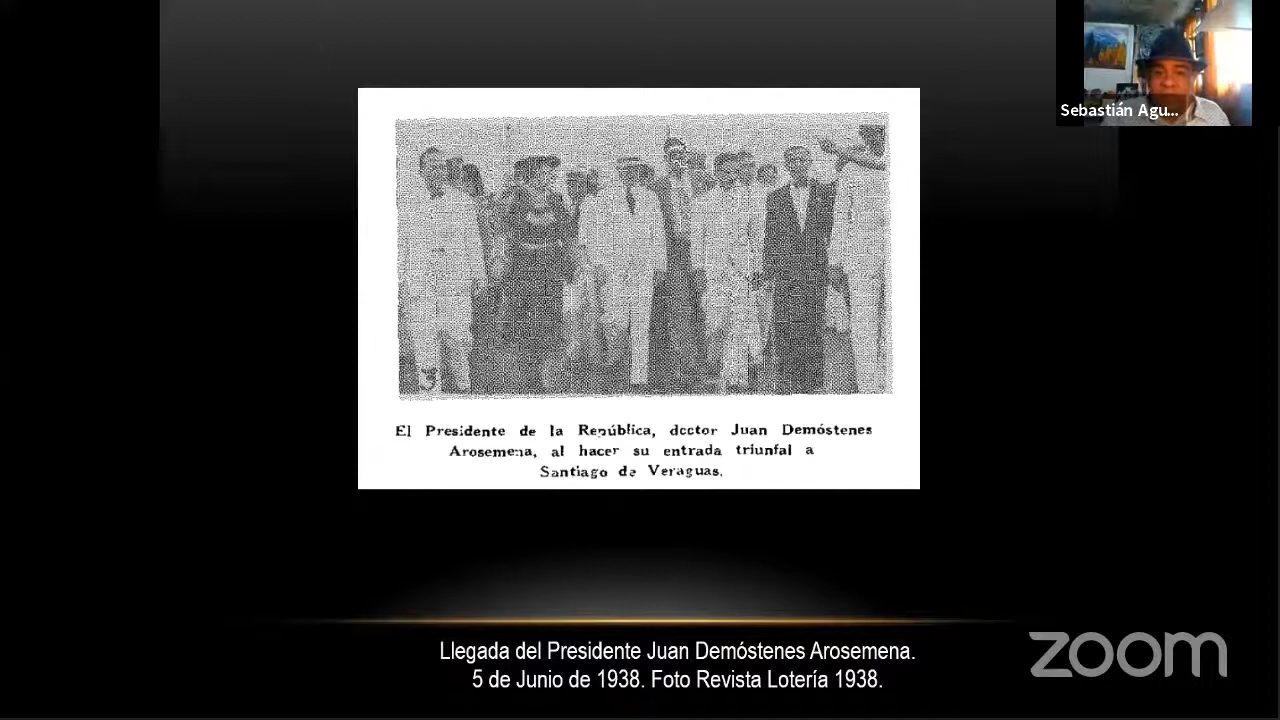 Sebastián Agu...
El Presidente de la República, doctor Juan Demóstenes
Arosemena, al hacer su entrada triunfal a
Santiago de Veraguas.
Llegada del Presidente Juan Demóstenes Arosemena.
5 de Junio de 1938. Foto Revista Lotería 1938.
zoom